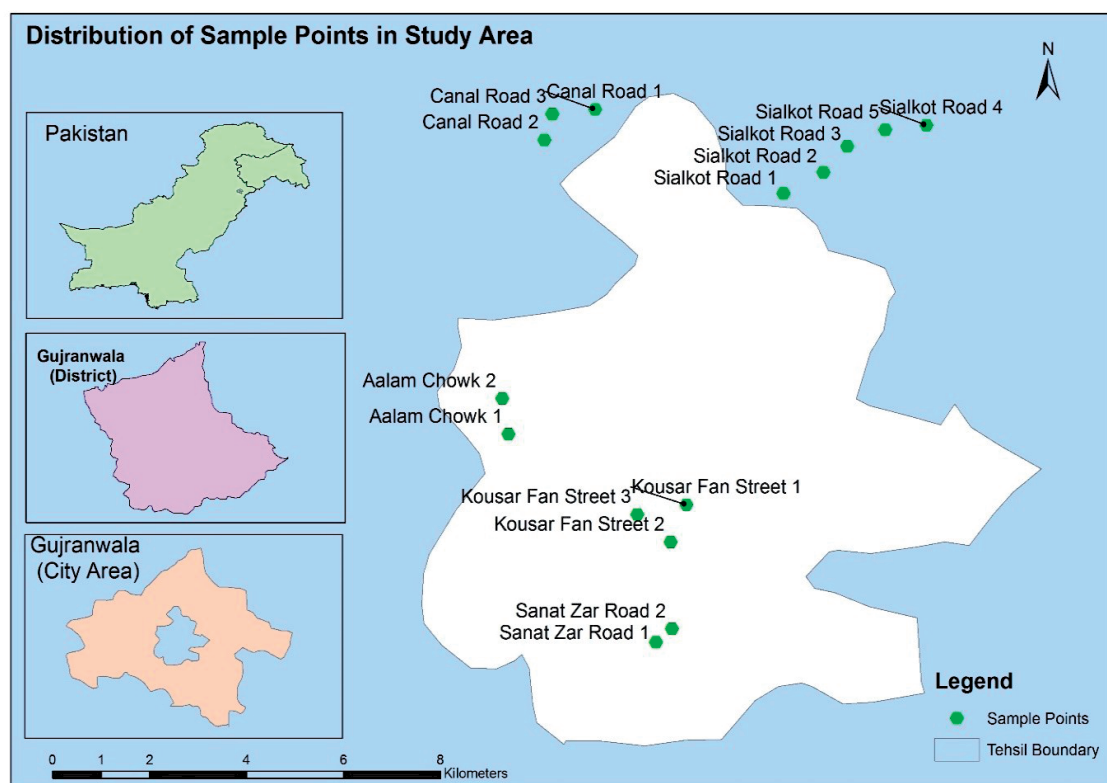 Distribution of Sample Points in Study Area
N
Pakistan
Gujranwala
(District)
Gujranwala
(City Area)
Canal Road 3
Canal Road 1
Canal Road 2
Sialkot Road 5
Sialkot Road 4
Sialkot Road 3
Sialkot Road 2
Sialkot Road 1
Aalam Chowk 2
Aalam Chowk 1
Kousar Fan Street 3
Kousar Fan Street 1
Kousar Fan Street 2
Sanat Zar Road 2
Sanat Zar Road 1
Legend
Sample Points
Tehsil Boundary
0 1 2 4 6 8
Kilometers